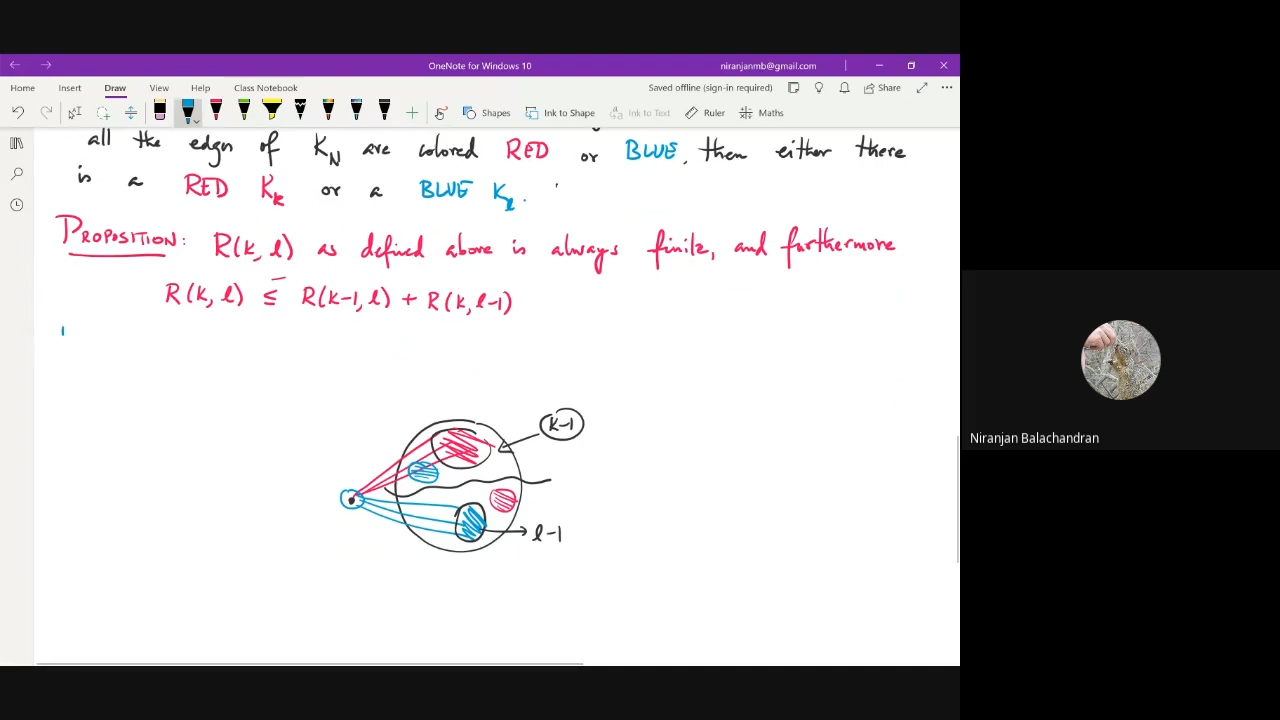 OneNote for Windows 10
niranjanmb@gmail.com
Home Insert Draw View Help Class Notebook
Saved offline (sign-in required) Share
Shapes Ink to Shape Ink to Text Ruler Maths
all the edgn of K_N are colored RED or BLUE, then either there
is a RED K_k or a BLUE K_l.
PROPOSITION: R(k, l) as defined above is always finite, and furthermore
R(k, l) ≤ R(k-1, l) + R(k, l-1)
k-1
l-1
Niranjan Balachandran